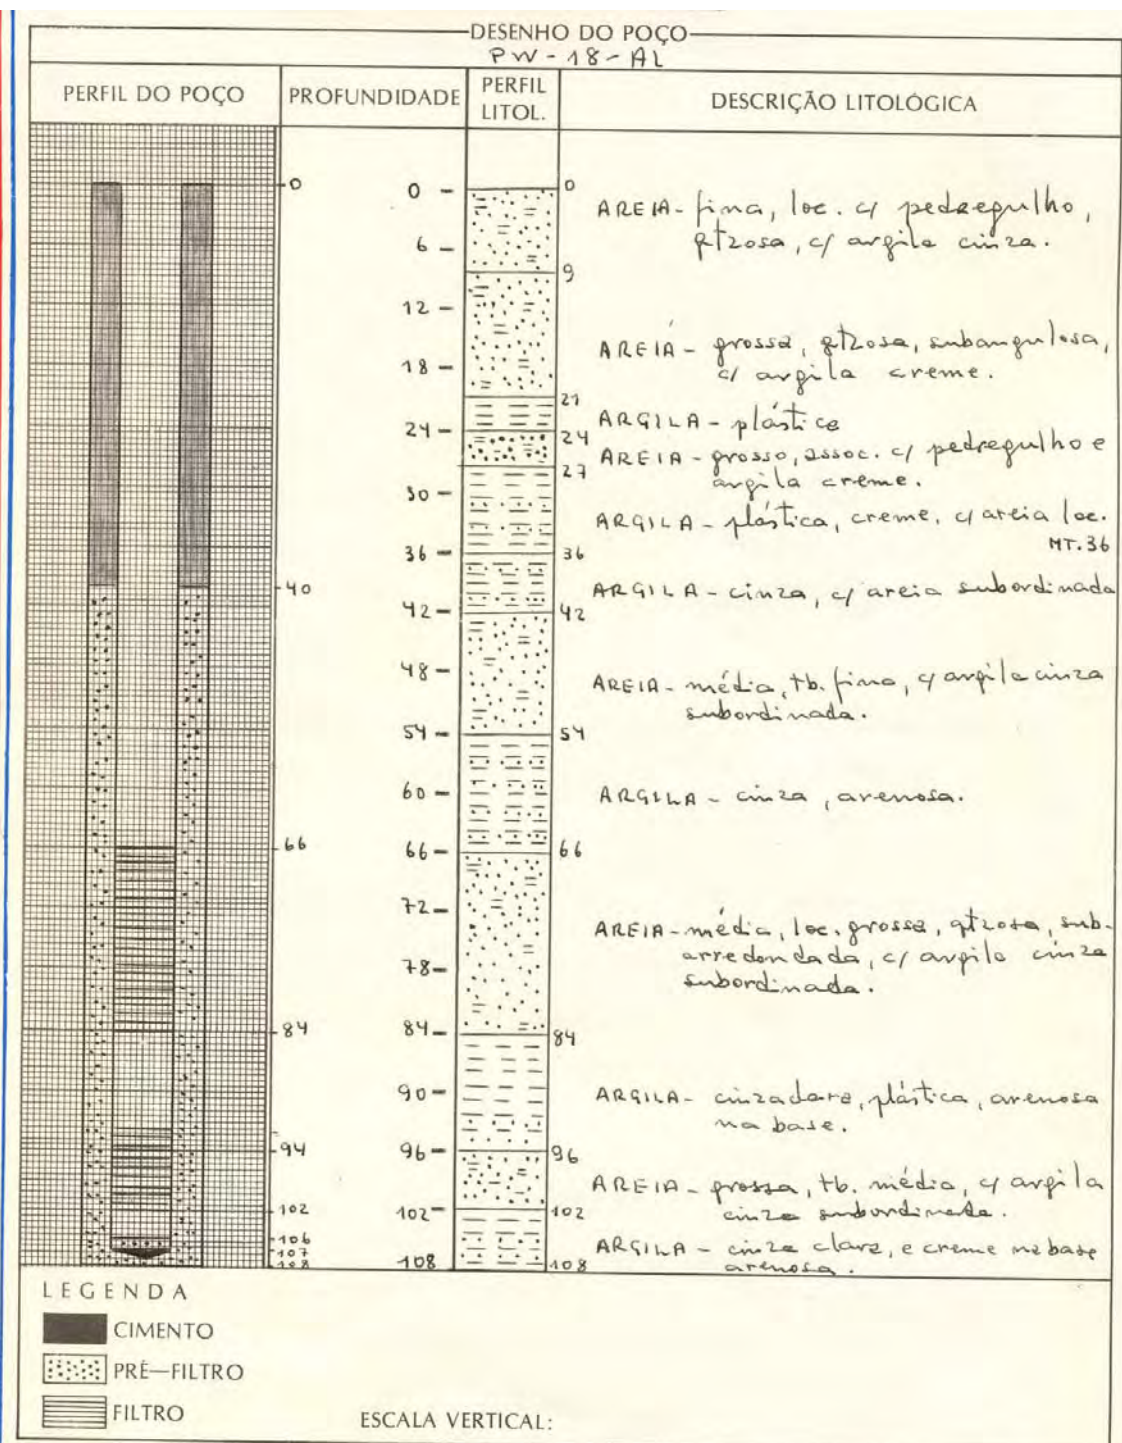 DESENHO DO POÇO
PW-18-AL
PERFIL DO POÇO
PROFUNDIDADE
PERFIL LITOL.
DESCRIÇÃO LITOLÓGICA
0
0
0
AREIA - fina, loc. c/ pedregulho,
qtzosa, c/ argila cinza.
6
9
12
AREIA - grossa, qtzosa, subangulosa,
c/ argila creme.
18
21
ARGILA - plástica
24
24
AREIA - grosso, assoc. c/ pedregulho e
argila creme.
27
30
ARGILA - plástica, creme, c/ areia loc.
MT. 36
36
36
40
ARGILA - cinza, c/ areia subordinada
42
42
48
AREIA - média, tb. fina, c/ argila cinza
subordinada.
54
54
60
ARGILA - cinza, arenosa.
66
66
66
72
AREIA - média, loc. grossa, qtzosa, sub-
arredondada, c/ argila cinza
subordinada.
78
84
84
84
90
ARGILA - cinza clara, plástica, arenosa
na base.
94
96
96
AREIA - grossa, tb. média, c/ argila
cinza subordinada.
102
102
102
106
107
108
108
108
ARGILA - cinza clara, e creme na base
arenosa.
LEGENDA
CIMENTO
PRÉ-FILTRO
FILTRO
ESCALA VERTICAL: